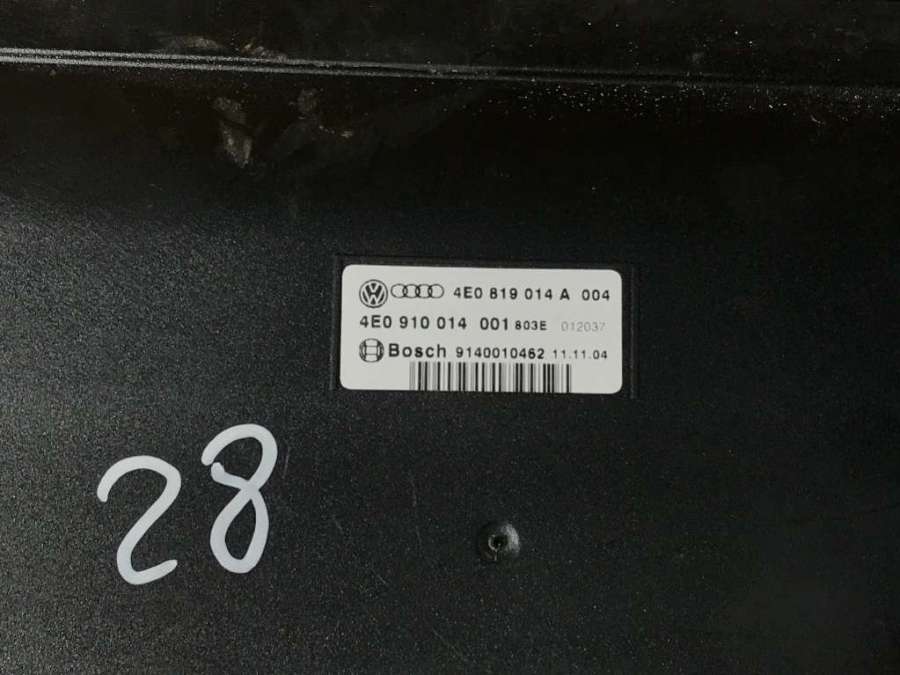 4E0 819 014 A 004
4E0 910 014 001 803E 012037
Bosch 9140010462 11.11.04
28